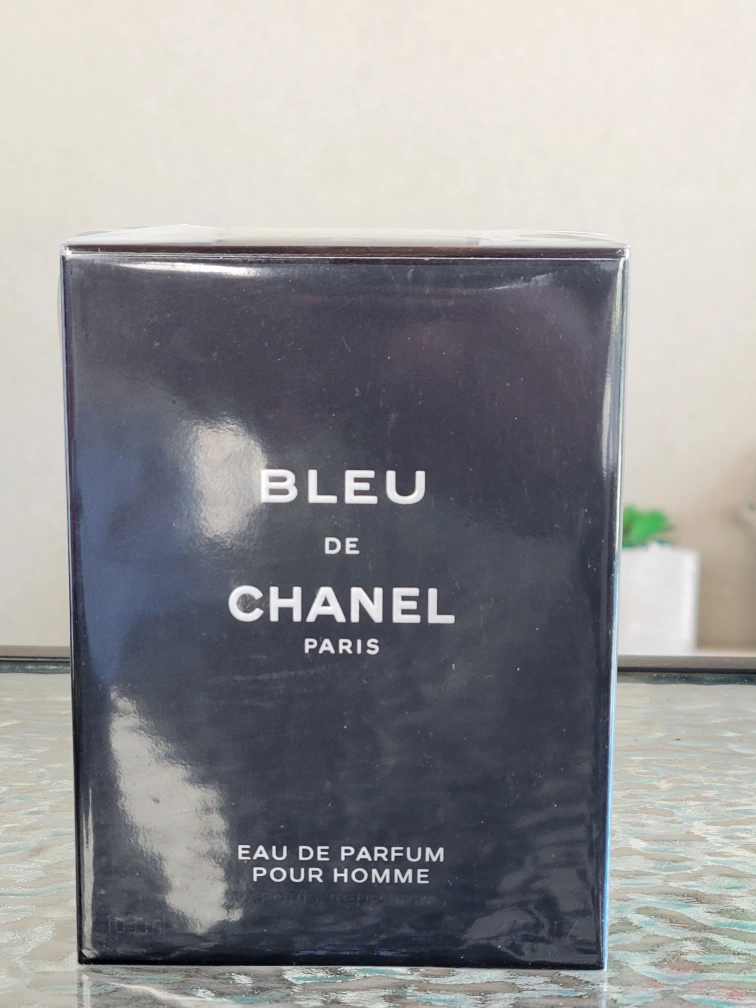 BLEU
DE
CHANEL
PARIS
EAU DE PARFUM
POUR HOMME